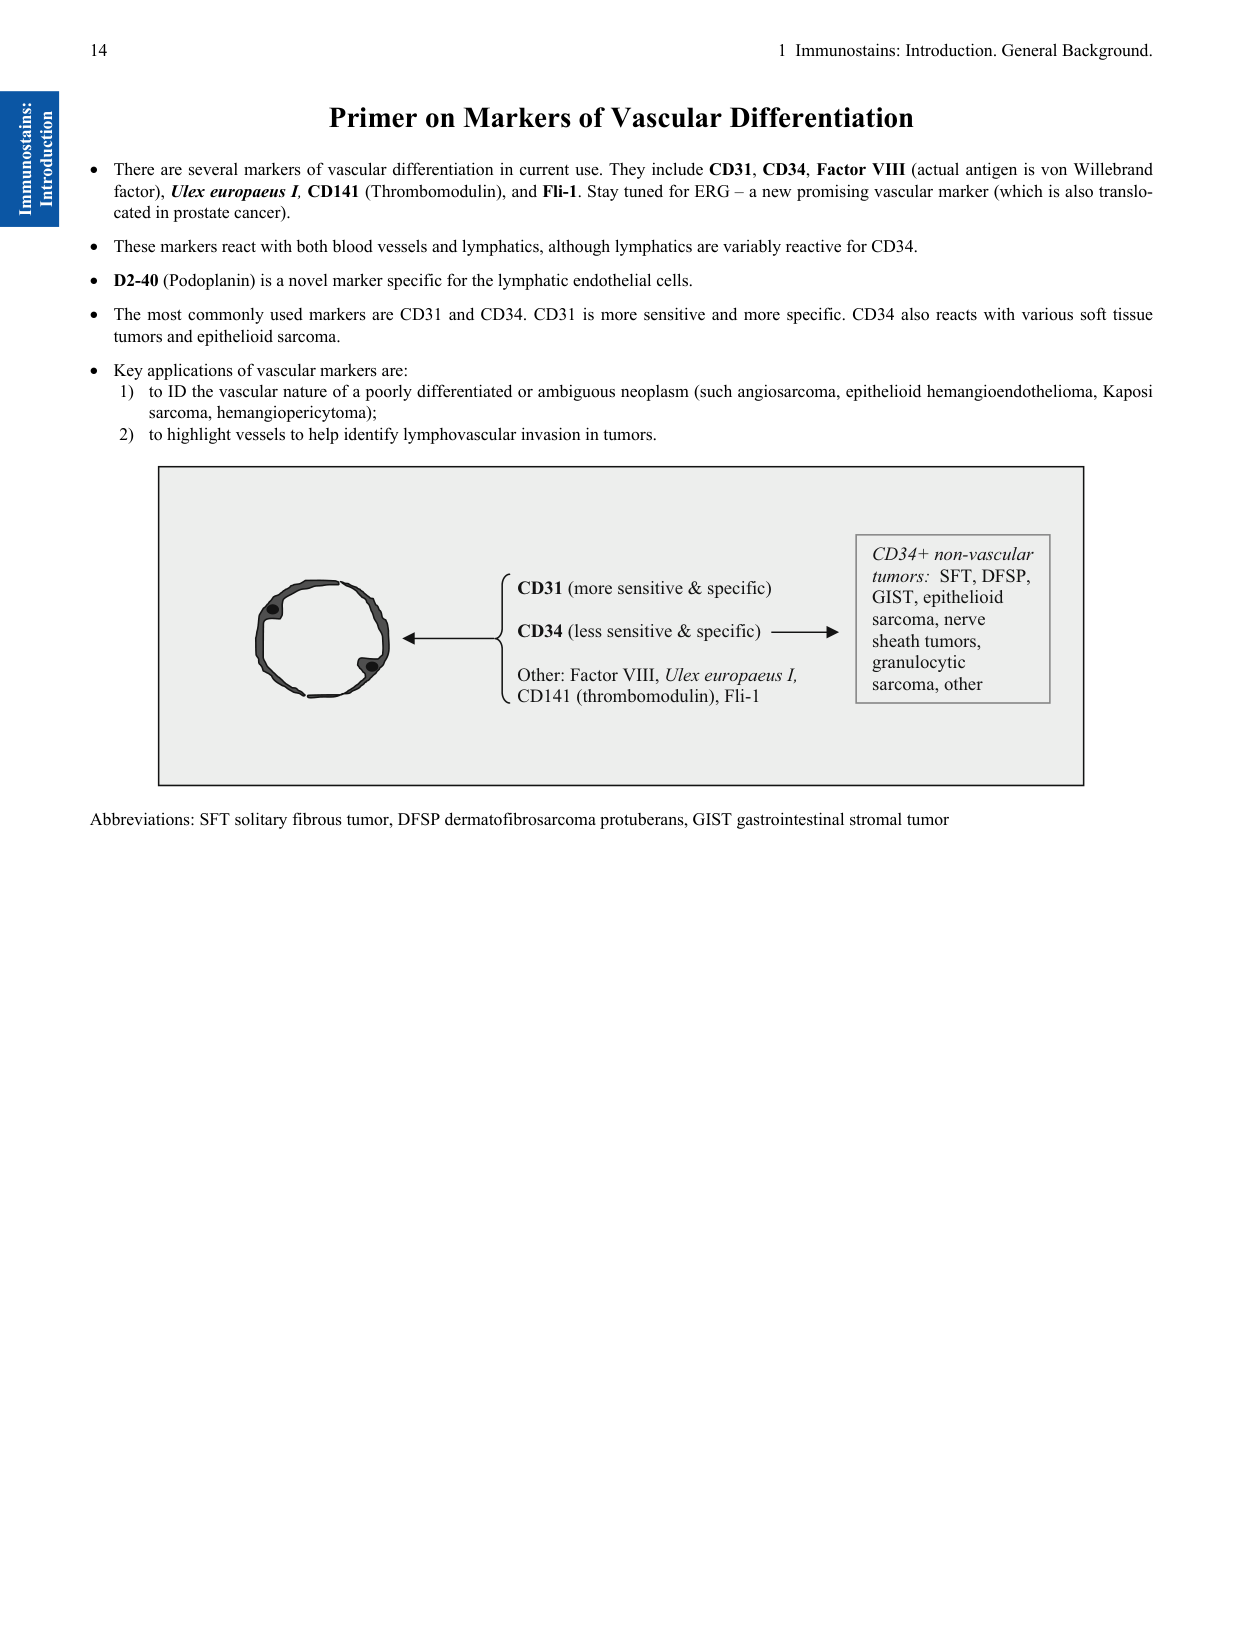 14
1 Immunostains: Introduction. General Background.
Immunostains:
Introduction
Primer on Markers of Vascular Differentiation
• There are several markers of vascular differentiation in current use. They include CD31, CD34, Factor VIII (actual antigen is von Willebrand
factor), Ulex europaeus I, CD141 (Thrombomodulin), and Fli-1. Stay tuned for ERG – a new promising vascular marker (which is also translo-
cated in prostate cancer).
• These markers react with both blood vessels and lymphatics, although lymphatics are variably reactive for CD34.
• D2-40 (Podoplanin) is a novel marker specific for the lymphatic endothelial cells.
• The most commonly used markers are CD31 and CD34. CD31 is more sensitive and more specific. CD34 also reacts with various soft tissue
tumors and epithelioid sarcoma.
• Key applications of vascular markers are:
1) to ID the vascular nature of a poorly differentiated or ambiguous neoplasm (such angiosarcoma, epithelioid hemangioendothelioma, Kaposi
sarcoma, hemangiopericytoma);
2) to highlight vessels to help identify lymphovascular invasion in tumors.
CD31 (more sensitive & specific)
CD34 (less sensitive & specific)
Other: Factor VIII, Ulex europaeus I,
CD141 (thrombomodulin), Fli-1
CD34+ non-vascular
tumors: SFT, DFSP,
GIST, epithelioid
sarcoma, nerve
sheath tumors,
granulocytic
sarcoma, other
Abbreviations: SFT solitary fibrous tumor, DFSP dermatofibrosarcoma protuberans, GIST gastrointestinal stromal tumor